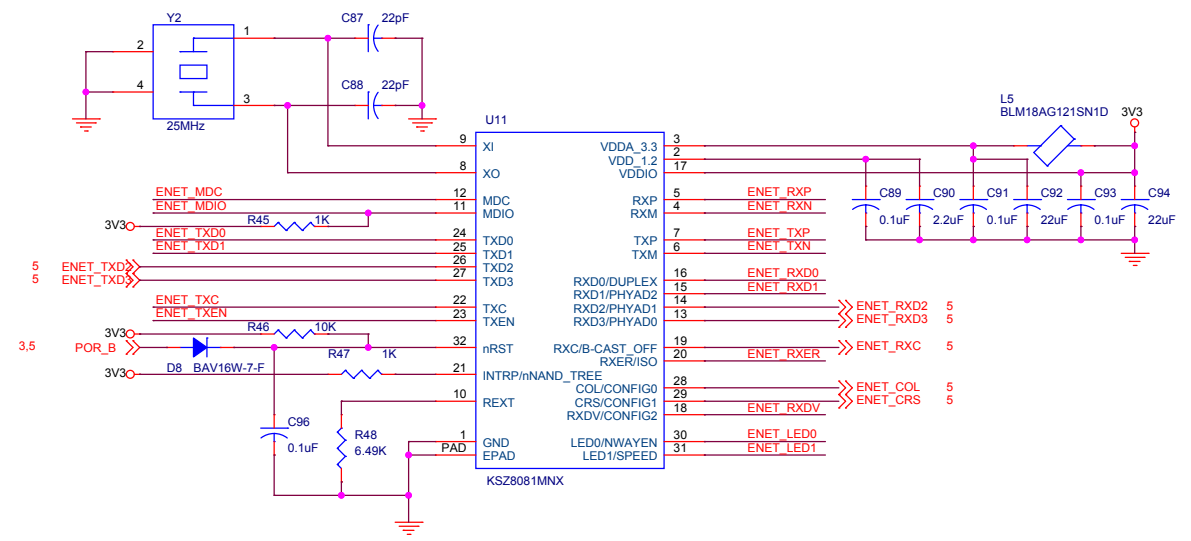 Y2
C87 22pF
1
2
C88 22pF
4
3
25MHz
L5
BLM18AG121SN1D
3V3
U11
9 XI VDDA_3.3 3
VDD_1.2 2
8 XO VDDIO 17
ENET_MDC 12 MDC RXP 5 ENET_RXP
ENET_MDIO 11 MDIO RXM 4 ENET_RXN
C89 C90 C91 C92 C93 C94
0.1uF 2.2uF 0.1uF 22uF 0.1uF 22uF
3V3 R45 1K
ENET_TXD0 24 TXD0 TXP 7 ENET_TXP
ENET_TXD1 25 TXD1 TXM 6 ENET_TXN
5 ENET_TXD2 26 TXD2
5 ENET_TXD3 27 TXD3 RXD0/DUPLEX 16 ENET_RXD0
RXD1/PHYAD2 15 ENET_RXD1
ENET_TXC 22 TXC RXD2/PHYAD1 14 ENET_RXD2 5
ENET_TXEN 23 TXEN RXD3/PHYAD0 13 ENET_RXD3 5
3V3 R46 10K
3,5 POR_B 32 nRST RXC/B-CAST_OFF 19 ENET_RXC 5
R47 1K
RXER/ISO 20 ENET_RXER
3V3 D8 BAV16W-7-F 21 INTRP/nNAND_TREE
COL/CONFIG0 28 ENET_COL 5
10 REXT CRS/CONFIG1 29 ENET_CRS 5
RXDV/CONFIG2 18 ENET_RXDV
C96
0.1uF
R48
6.49K
1 GND LED0/NWAYEN 30 ENET_LED0
PAD EPAD LED1/SPEED 31 ENET_LED1
KSZ8081MNX